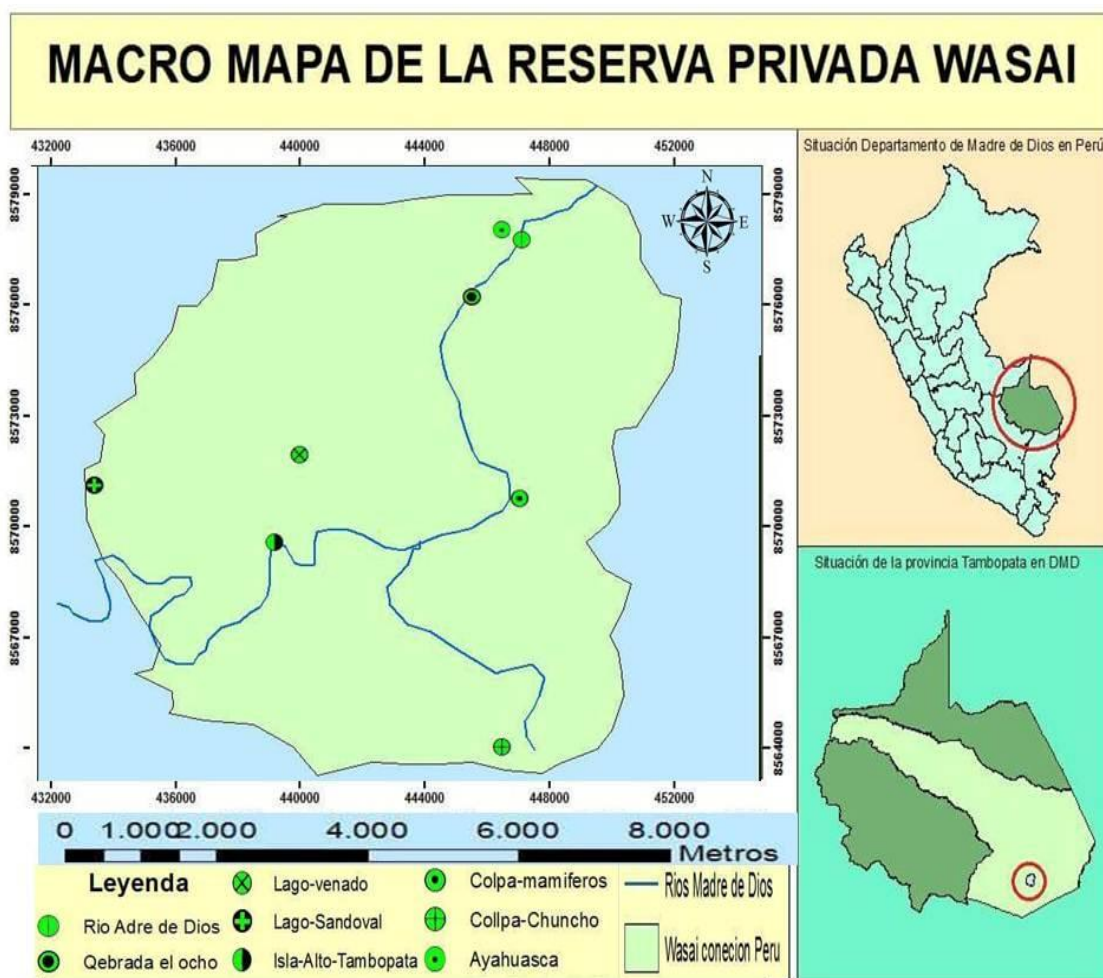 MACRO MAPA DE LA RESERVA PRIVADA WASAI
432000 436000 440000 444000 448000 452000
Situación Departamento de Madre de Dios en Perú
8579000 8579000
N
W E
S
8576000 8576000
8573000 8573000
8570000 8570000
Situación de la provincia Tambopata en DMD
8567000 8567000
8564000
432000 436000 440000 444000 448000 452000
0 1.000 2.000 4.000 6.000 8.000
Metros
Leyenda
Rio Adre de Dios
Qebrada el ocho
Lago-venado
Lago-Sandoval
Isla-Alto-Tambopata
Colpa-mamiferos
Collpa-Chuncho
Ayahuasca
Rios Madre de Dios
Wasai conecion Peru